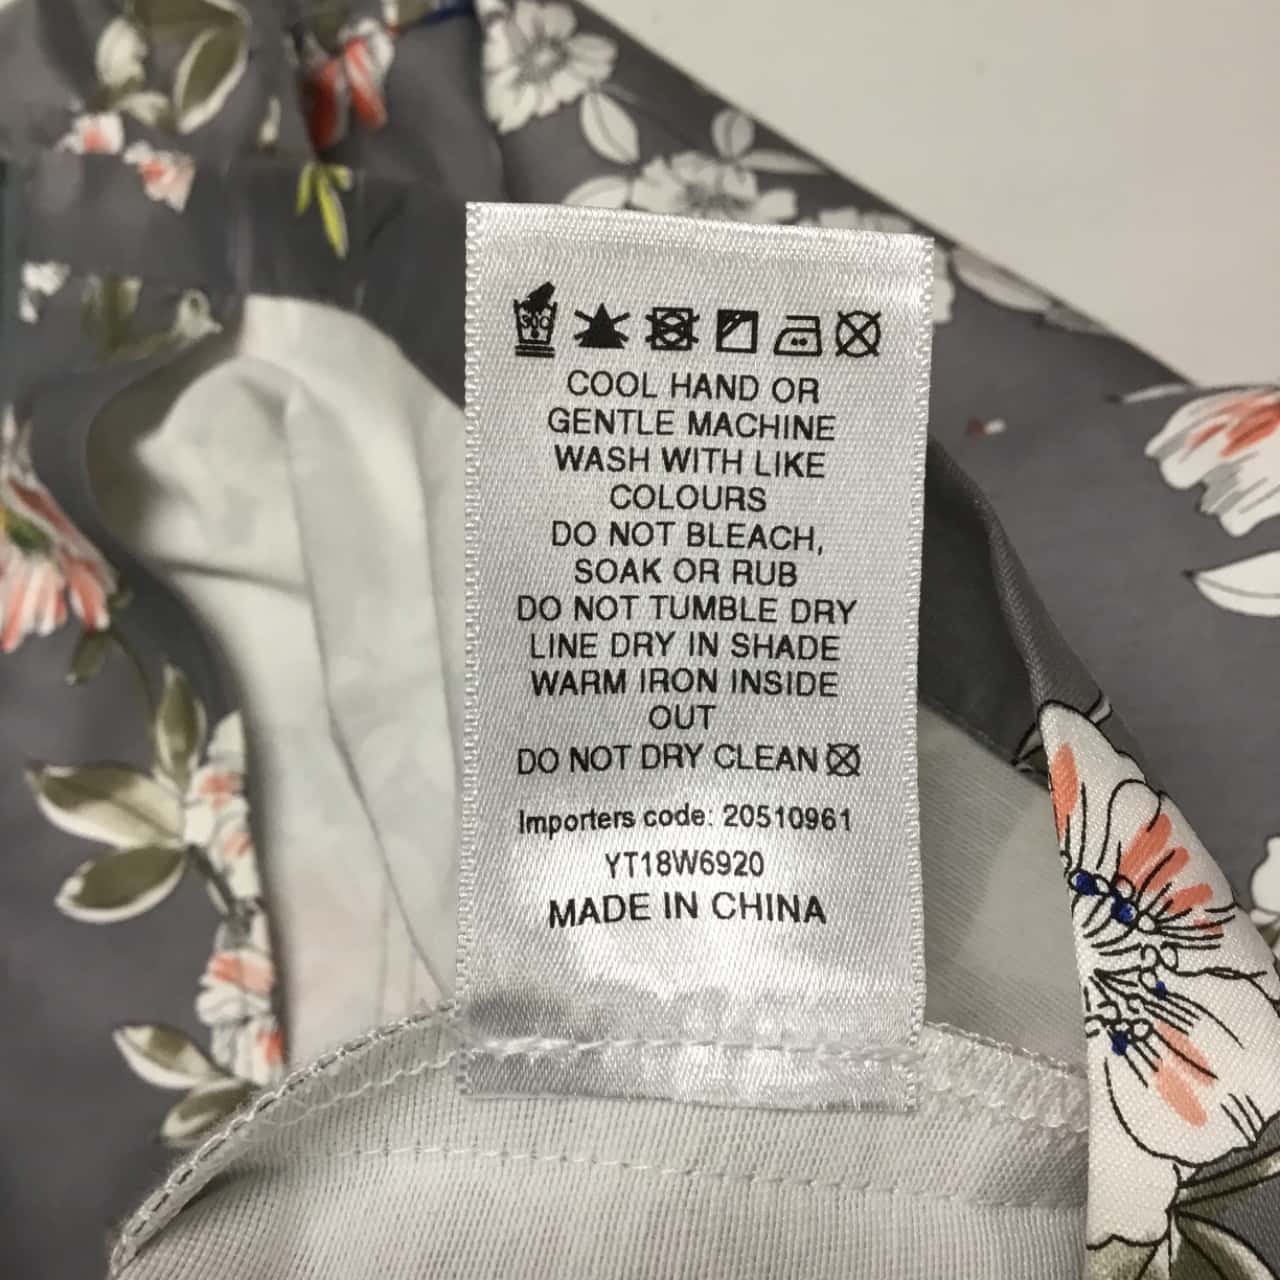 30C
COOL HAND OR
GENTLE MACHINE
WASH WITH LIKE
COLOURS
DO NOT BLEACH,
SOAK OR RUB
DO NOT TUMBLE DRY
LINE DRY IN SHADE
WARM IRON INSIDE
OUT
DO NOT DRY CLEAN
Importers code: 20510961
YT18W6920
MADE IN CHINA